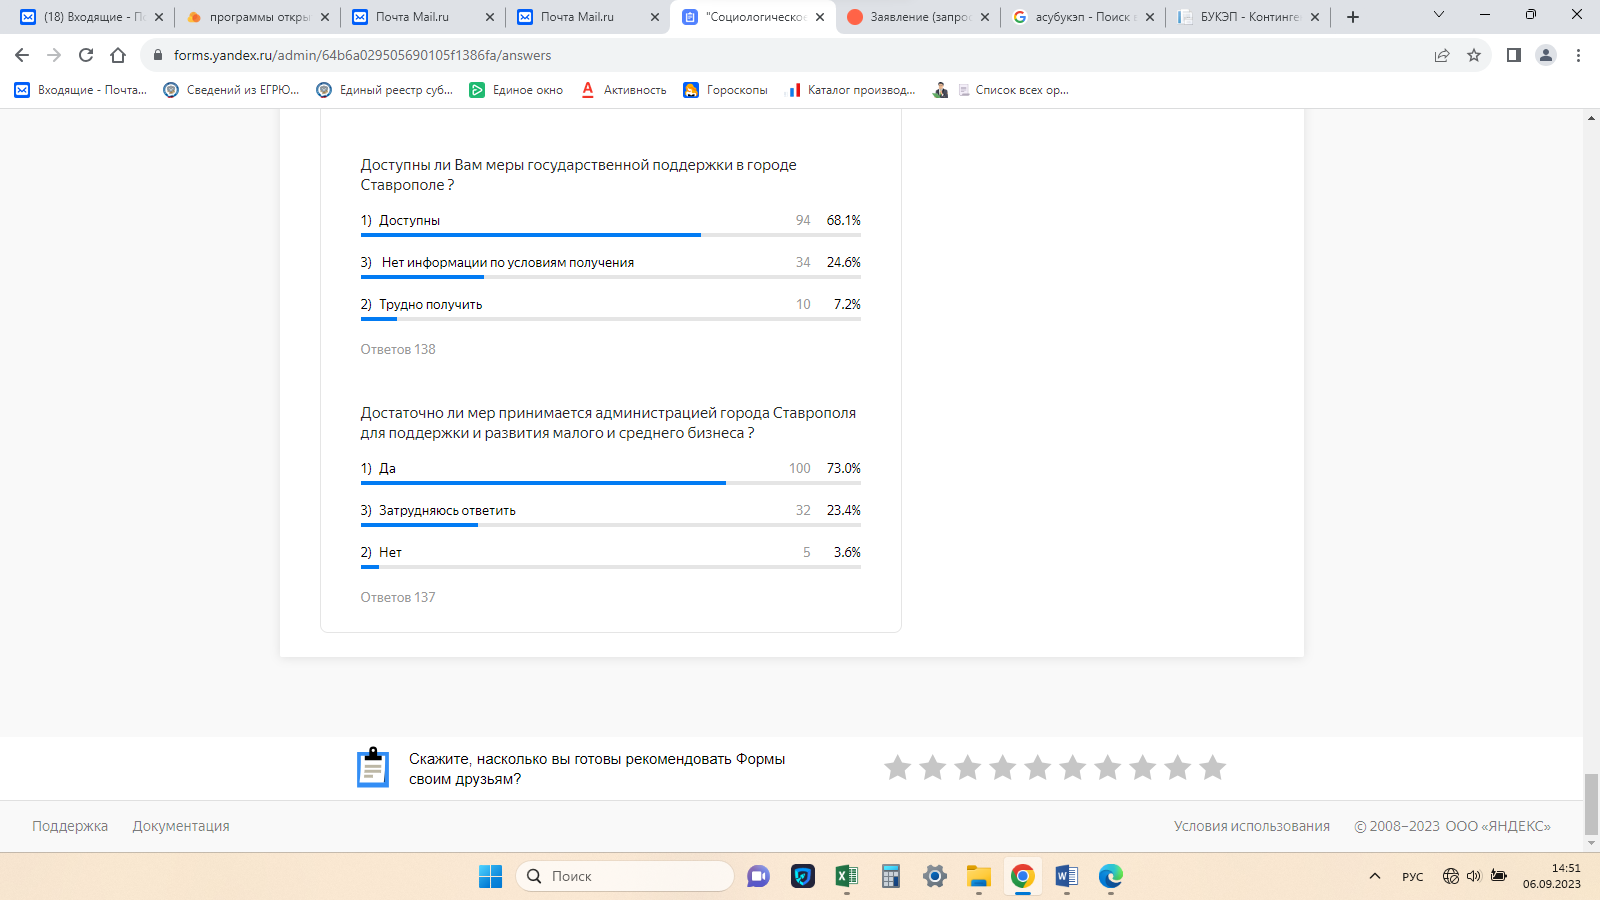 (18) Входящие - По
программы откры
Почта Mail.ru
Почта Mail.ru
"Социологическое
Заявление (запрос
асубукэп - Поиск в
БУКЭП - Континге
forms.yandex.ru/admin/64b6a029505690105f1386fa/answers
Входящие - Почта...
Сведений из ЕГРЮ...
Единый реестр суб...
Единое окно
Активность
Гороскопы
Каталог производ...
Список всех ор...
Доступны ли Вам меры государственной поддержки в городе
Ставрополе ?
1) Доступны 94 68.1%
3) Нет информации по условиям получения 34 24.6%
2) Трудно получить 10 7.2%
Ответов 138
Достаточно ли мер принимается администрацией города Ставрополя
для поддержки и развития малого и среднего бизнеса ?
1) Да 100 73.0%
3) Затрудняюсь ответить 32 23.4%
2) Нет 5 3.6%
Ответов 137
Скажите, насколько вы готовы рекомендовать Формы
своим друзьям?
Поддержка Документация Условия использования © 2008–2023 ООО «ЯНДЕКС»
Поиск
РУС
14:51
06.09.2023